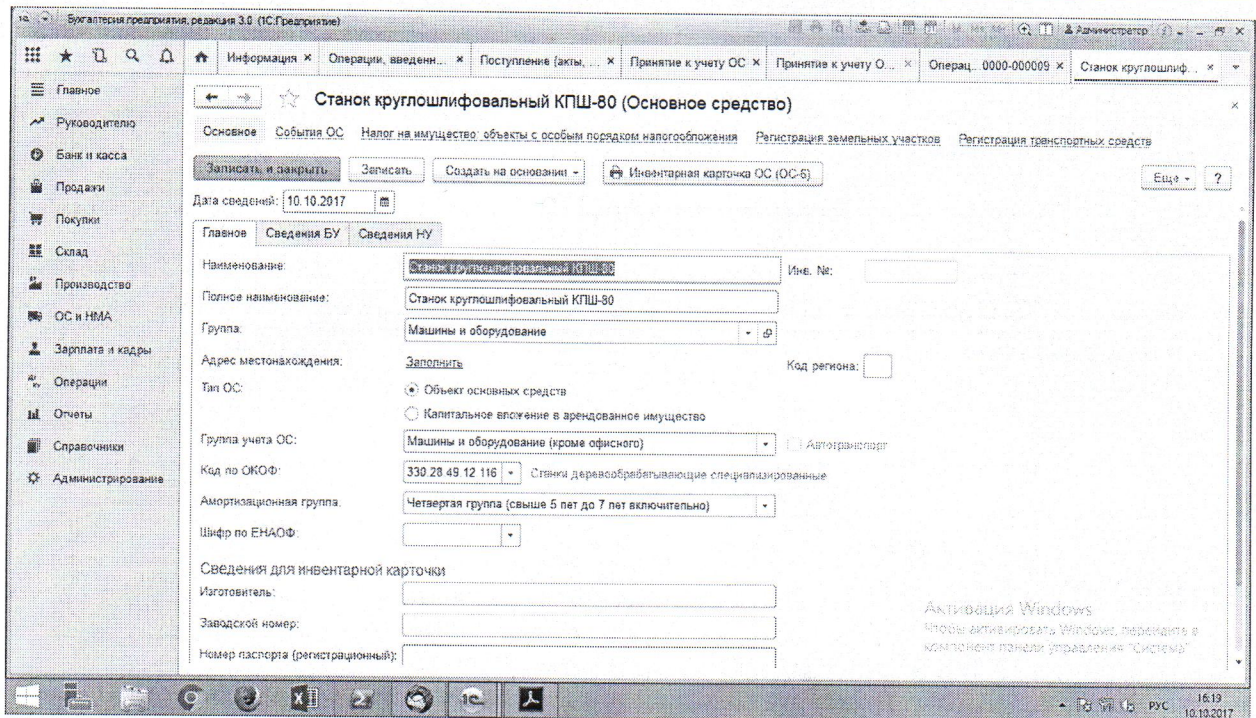 Бухгалтерия предприятия, редакция 3.0 (1С:Предприятие)
M M+ M- Администратор
Информация × Операции, введенн... × Поступление (акты, ... × Принятие к учету ОС × Принятие к учету О... × Операц... 0000-000009 × Станок круглошлиф... ×
Главное
Руководителю
Банк и касса
Продажи
Покупки
Склад
Производство
ОС и НМА
Зарплата и кадры
Операции
Отчеты
Справочники
Администрирование
Станок круглошлифовальный КПШ-80 (Основное средство)
Основное События ОС Налог на имущество: объекты с особым порядком налогообложения Регистрация земельных участков Регистрация транспортных средств
Записать и закрыть Записать Создать на основании Инвентарная карточка ОС (ОС-6) Еще ?
Дата сведений: 10.10.2017
Главное Сведения БУ Сведения НУ
Наименование: Станок круглошлифовальный КПШ-80 Инв. №:
Полное наименование: Станок круглошлифовальный КПШ-80
Группа: Машины и оборудование
Адрес местонахождения: Заполнить Код региона:
Тип ОС: Объект основных средств
Капитальное вложение в арендованное имущество
Группа учета ОС: Машины и оборудование (кроме офисного) Автотранспорт
Код по ОКОФ: 330.28.49.12.116 Станки деревообрабатывающие специализированные
Амортизационная группа: Четвертая группа (свыше 5 лет до 7 лет включительно)
Шифр по ЕНАОФ:
Сведения для инвентарной карточки
Изготовитель:
Заводской номер:
Номер паспорта (регистрационный):
Активация Windows
Чтобы активировать Windows, перейдите в
компонент панели управления "Система"
РУС 16:19
10.10.2017